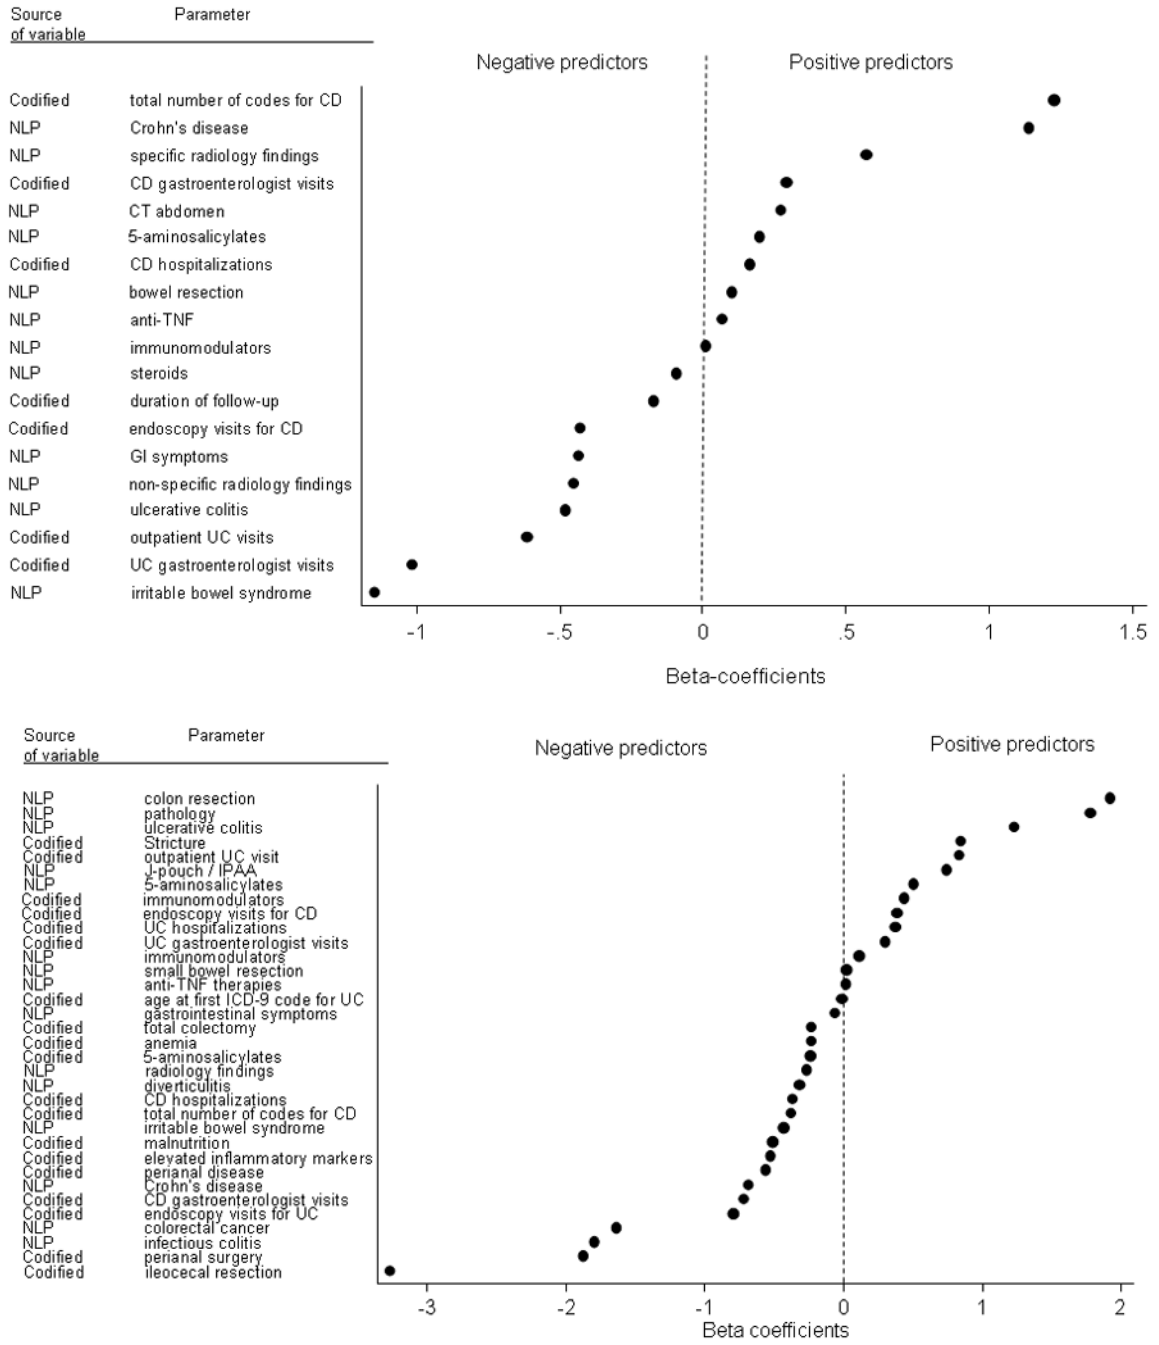 Source Parameter
of variable
Negative predictors Positive predictors
Codified total number of codes for CD
NLP Crohn's disease
NLP specific radiology findings
Codified CD gastroenterologist visits
NLP CT abdomen
NLP 5-aminosalicylates
Codified CD hospitalizations
NLP bowel resection
NLP anti-TNF
NLP immunomodulators
NLP steroids
Codified duration of follow-up
Codified endoscopy visits for CD
NLP GI symptoms
NLP non-specific radiology findings
NLP ulcerative colitis
Codified outpatient UC visits
Codified UC gastroenterologist visits
NLP irritable bowel syndrome
-1 -.5 0 .5 1 1.5
Beta-coefficients
Source Parameter
of variable
Negative predictors Positive predictors
NLP colon resection
NLP pathology
NLP ulcerative colitis
Codified Stricture
Codified outpatient UC visit
NLP J-pouch / IPAA
NLP 5-aminosalicylates
Codified immunomodulators
Codified endoscopy visits for CD
Codified UC hospitalizations
Codified UC gastroenterologist visits
NLP immunomodulators
NLP small bowel resection
NLP anti-TNF therapies
Codified age at first ICD-9 code for UC
NLP gastrointestinal symptoms
Codified total colectomy
Codified anemia
Codified 5-aminosalicylates
NLP radiology findings
NLP diverticulitis
Codified CD hospitalizations
Codified total number of codes for CD
NLP irritable bowel syndrome
Codified malnutrition
Codified elevated inflammatory markers
Codified perianal disease
NLP Crohn's disease
Codified CD gastroenterologist visits
Codified endoscopy visits for UC
NLP colorectal cancer
NLP infectious colitis
Codified perianal surgery
Codified ileocecal resection
-3 -2 -1 0 1 2
Beta coefficients